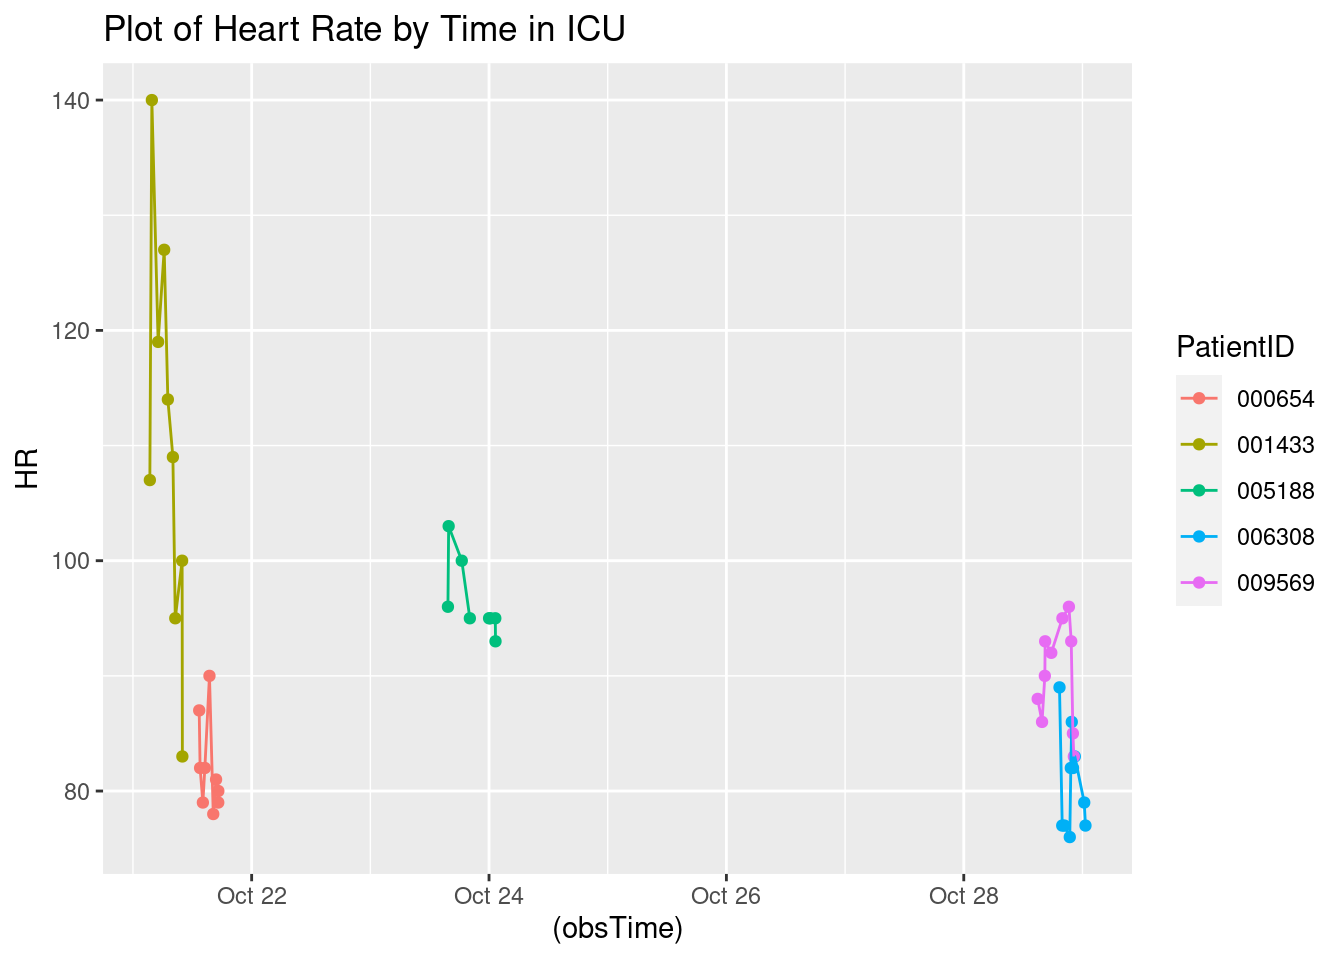 Plot of Heart Rate by Time in ICU
140
120
100
80
HR
Oct 22
Oct 24
Oct 26
Oct 28
(obsTime)
PatientID
000654
001433
005188
006308
009569